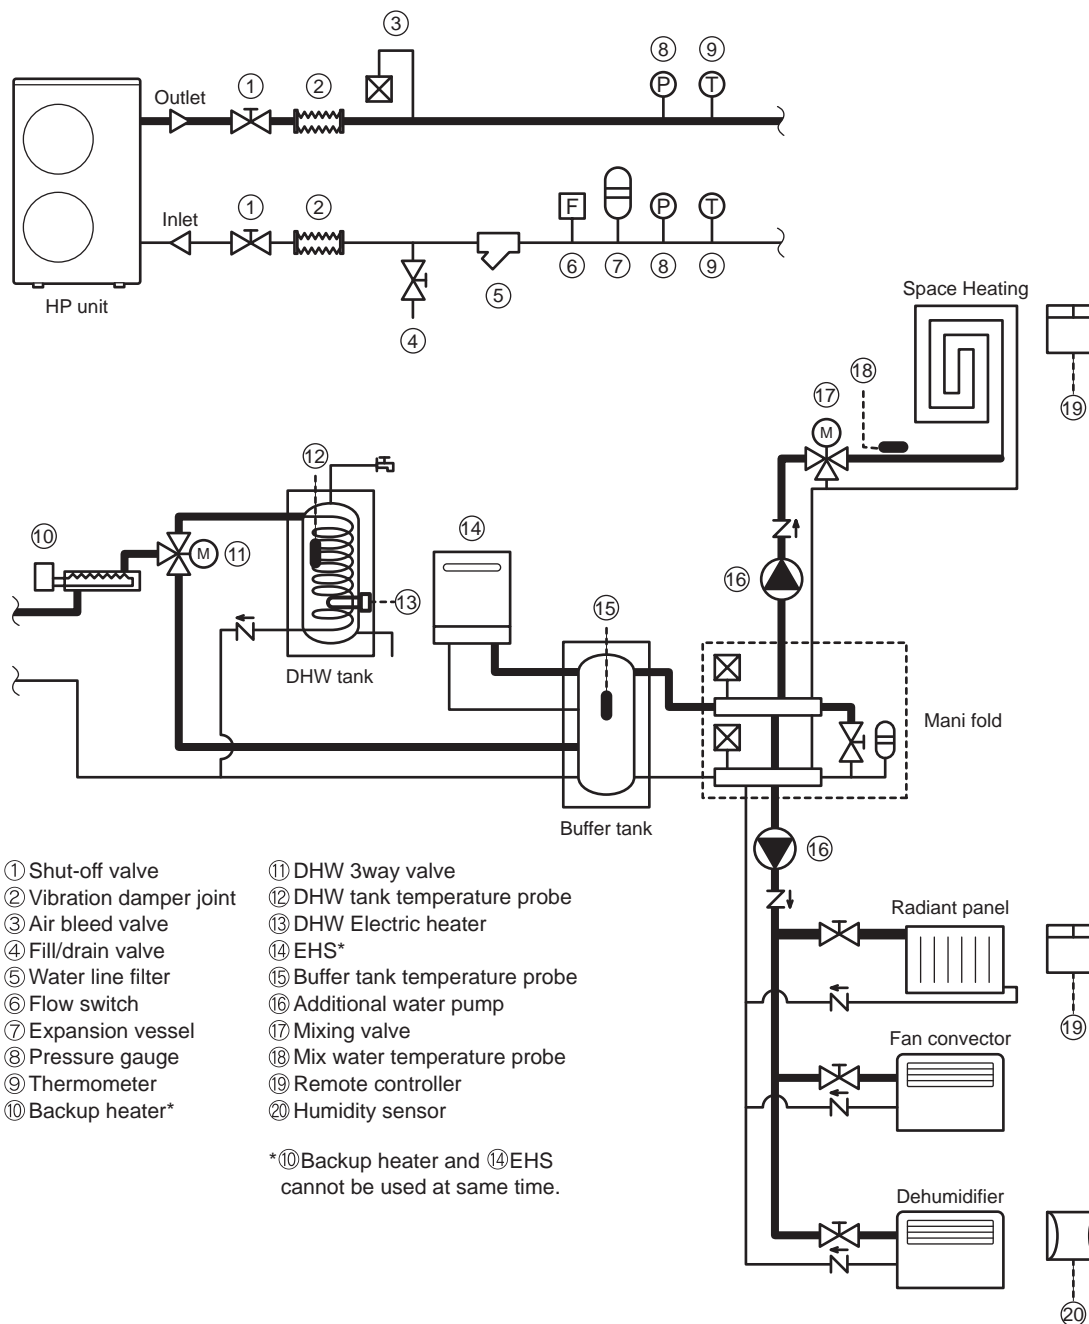 ③
⑧ ⑨
P T
① ②
Outlet
① ②
Inlet
F P T
⑥ ⑦ ⑧ ⑨
⑤
④
HP unit
Space Heating
⑲
⑱
⑰
M
⑫
⑩
M ⑪
⑭
⑬
DHW tank
⑮
⑯
Mani fold
Buffer tank
⑯
① Shut-off valve
② Vibration damper joint
③ Air bleed valve
④ Fill/drain valve
⑤ Water line filter
⑥ Flow switch
⑦ Expansion vessel
⑧ Pressure gauge
⑨ Thermometer
⑩ Backup heater*
⑪ DHW 3way valve
⑫ DHW tank temperature probe
⑬ DHW Electric heater
⑭ EHS*
⑮ Buffer tank temperature probe
⑯ Additional water pump
⑰ Mixing valve
⑱ Mix water temperature probe
⑲ Remote controller
⑳ Humidity sensor
*⑩Backup heater and ⑭EHS
cannot be used at same time.
Radiant panel
⑲
Fan convector
Dehumidifier
⑳